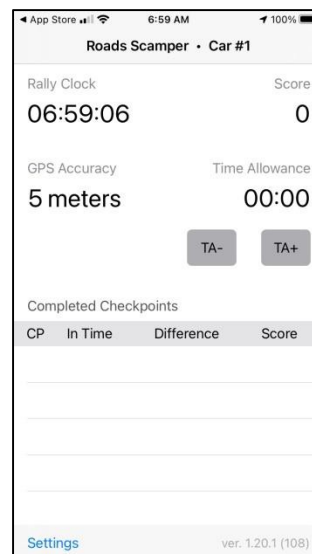 App Store 6:59 AM 100%
Roads Scamper • Car #1
Rally Clock Score
06:59:06 0
GPS Accuracy Time Allowance
5 meters 00:00
TA- TA+
Completed Checkpoints
CP In Time Difference Score
Settings ver. 1.20.1 (108)